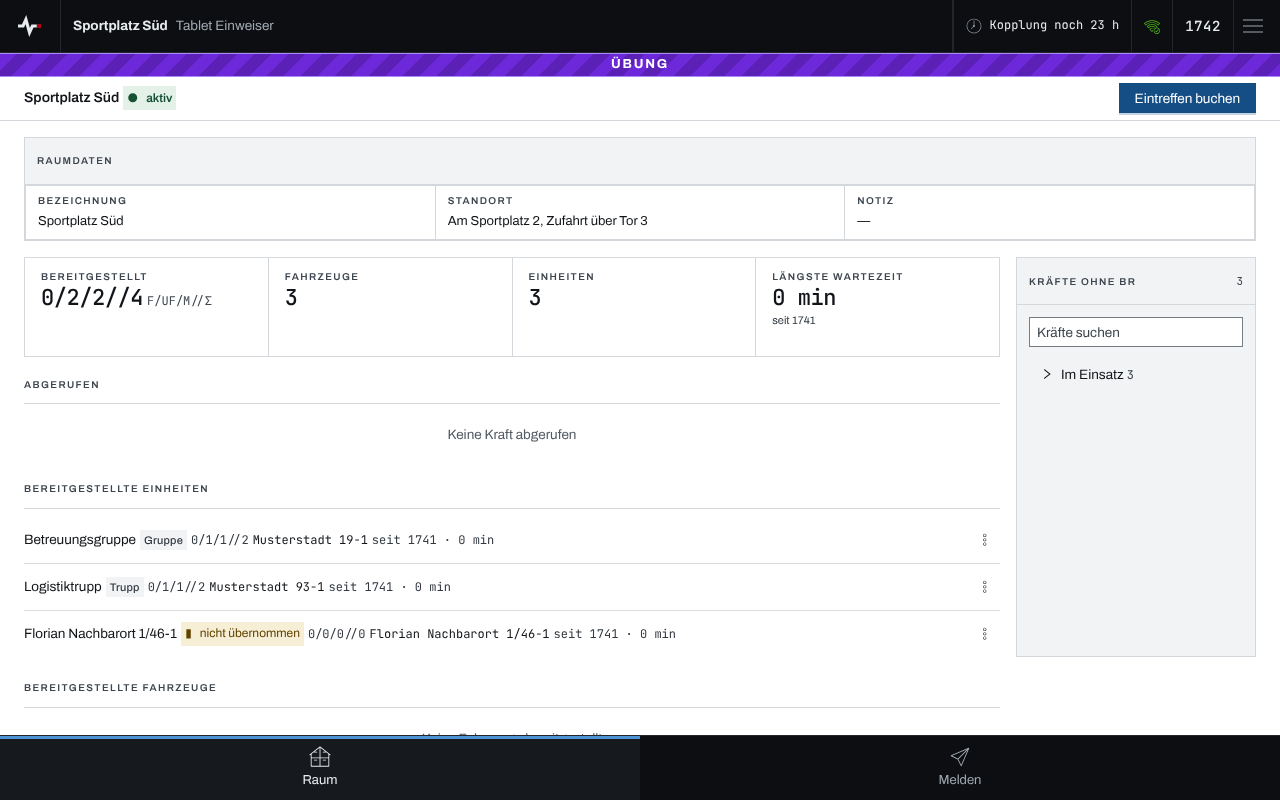 Sportplatz Süd Tablet Einweiser
Kopplung noch 23 h
1742
ÜBUNG
Sportplatz Süd aktiv
Eintreffen buchen
RAUMDATEN
BEZEICHNUNG
Sportplatz Süd
STANDORT
Am Sportplatz 2, Zufahrt über Tor 3
NOTIZ
—
BEREITGESTELLT
0/2/2//4 F/UF/M//Σ
FAHRZEUGE
3
EINHEITEN
3
LÄNGSTE WARTEZEIT
0 min
seit 1741
KRÄFTE OHNE BR 3
Kräfte suchen
Im Einsatz 3
ABGERUFEN
Keine Kraft abgerufen
BEREITGESTELLTE EINHEITEN
Betreuungsgruppe Gruppe 0/1/1//2 Musterstadt 19-1 seit 1741 · 0 min
Logistiktrupp Trupp 0/1/1//2 Musterstadt 93-1 seit 1741 · 0 min
Florian Nachbarort 1/46-1 nicht übernommen 0/0/0//0 Florian Nachbarort 1/46-1 seit 1741 · 0 min
BEREITGESTELLTE FAHRZEUGE
Raum
Melden